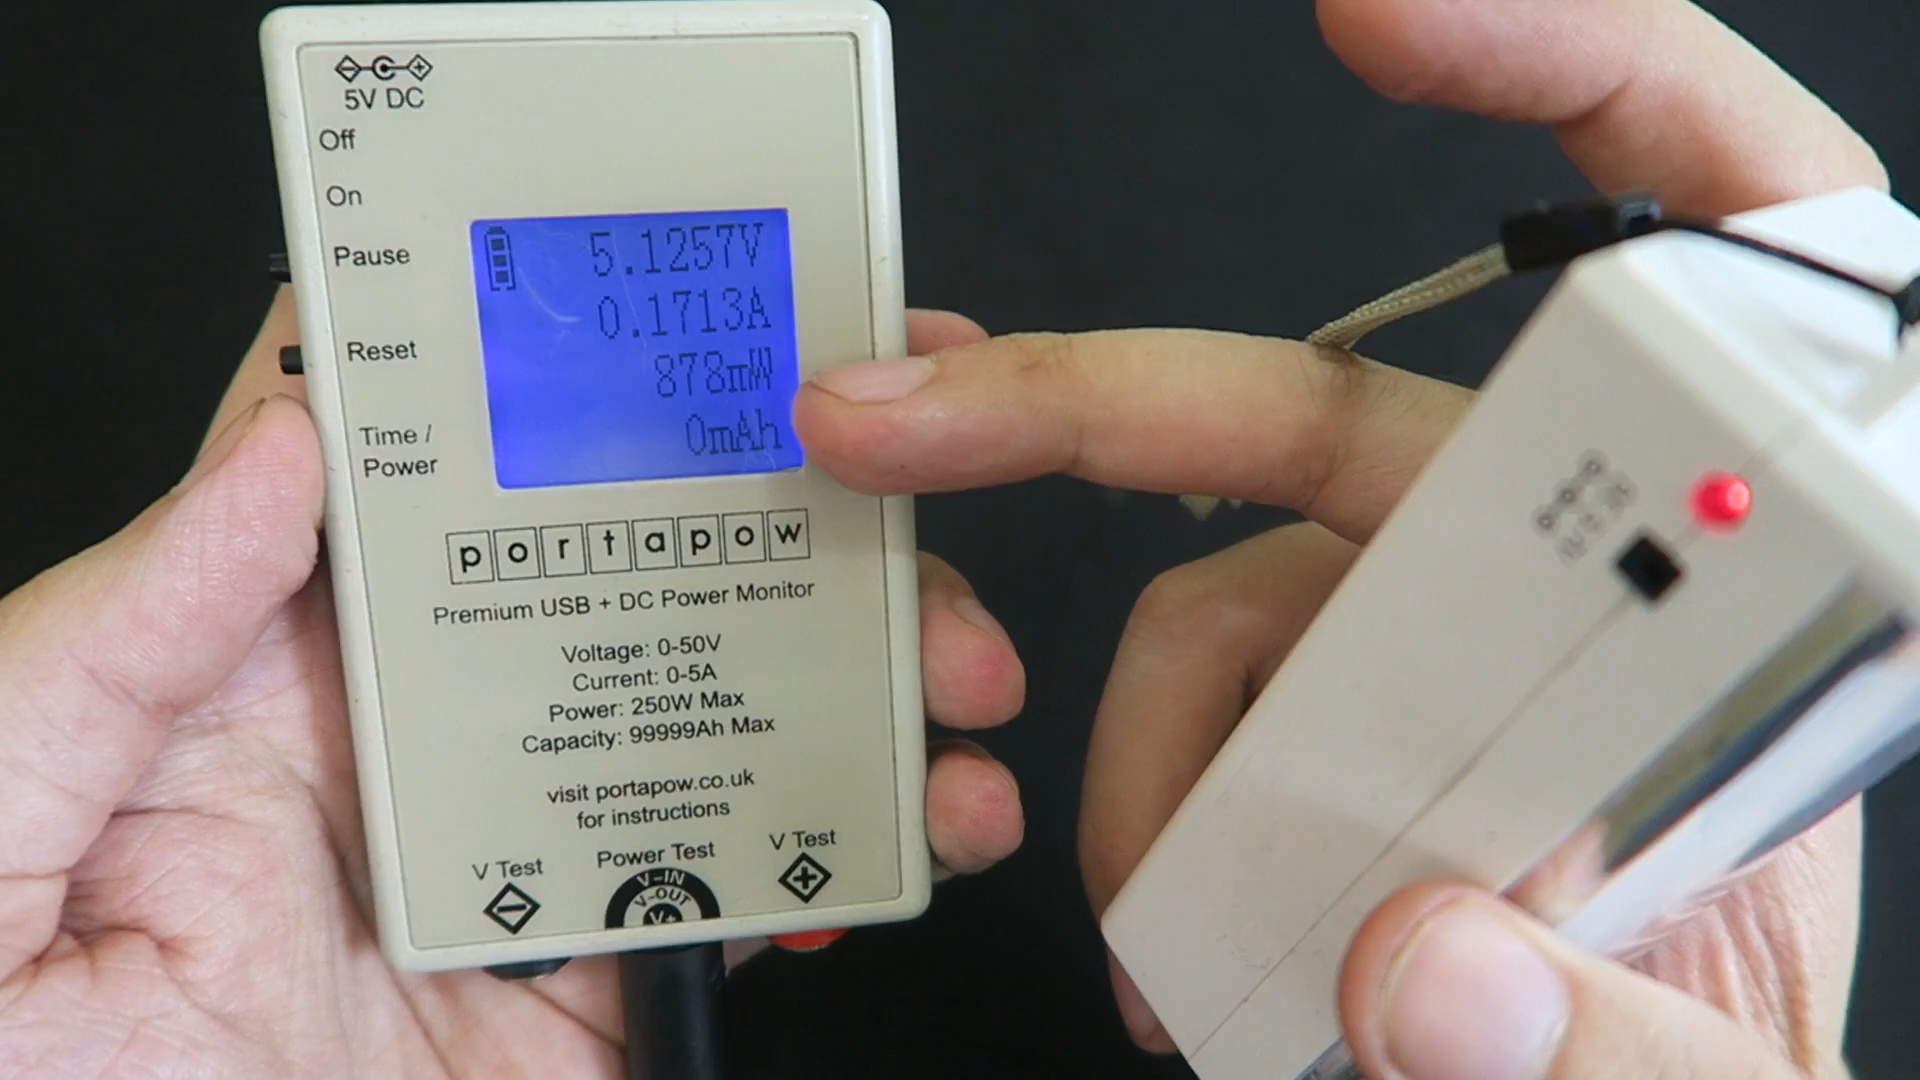 5V DC
Off
On
Pause
Reset
Time /
Power
5.1257V
0.1713A
878mW
0mAh
portapow
Premium USB + DC Power Monitor
Voltage: 0-50V
Current: 0-5A
Power: 250W Max
Capacity: 99999Ah Max
visit portapow.co.uk
for instructions
V Test
Power Test
V Test
V-IN
V-OUT
V+